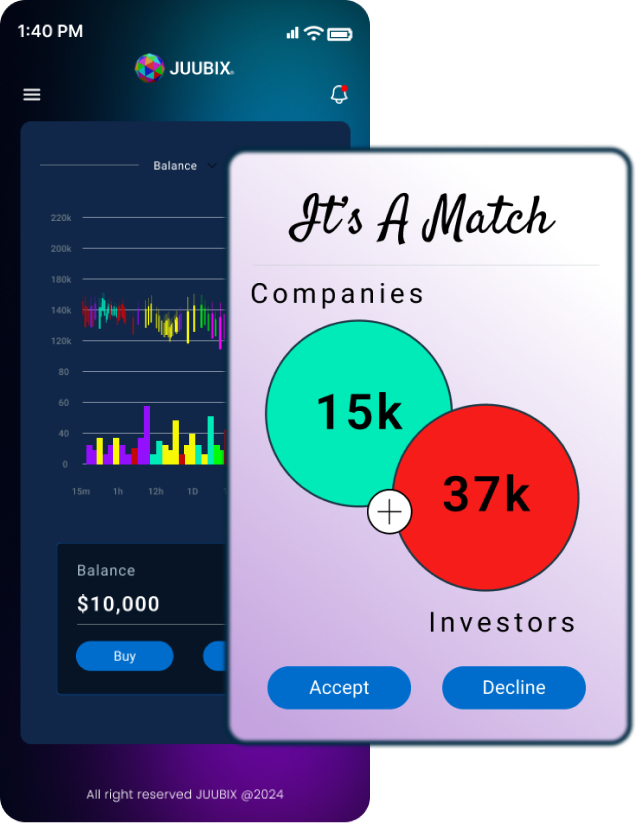 1:40 PM
JUUBIX
Balance
220k
200k
180k
140k
120k
80
60
40
0
15m 1h 12h 1D
Balance
$10,000
Buy
All right reserved JUUBIX @2024
It's A Match
Companies
15k
37k
Investors
Accept Decline